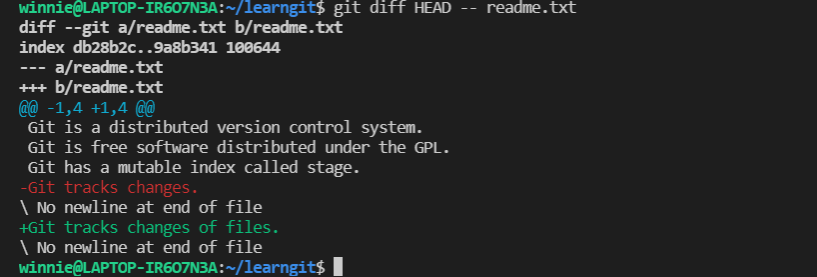 winnie@LAPTOP-IR6O7N3A:~/learngit$ git diff HEAD -- readme.txt
diff --git a/readme.txt b/readme.txt
index db28b2c..9a8b341 100644
--- a/readme.txt
+++ b/readme.txt
@@ -1,4 +1,4 @@
 Git is a distributed version control system.
 Git is free software distributed under the GPL.
 Git has a mutable index called stage.
-Git tracks changes.
\ No newline at end of file
+Git tracks changes of files.
\ No newline at end of file
winnie@LAPTOP-IR6O7N3A:~/learngit$